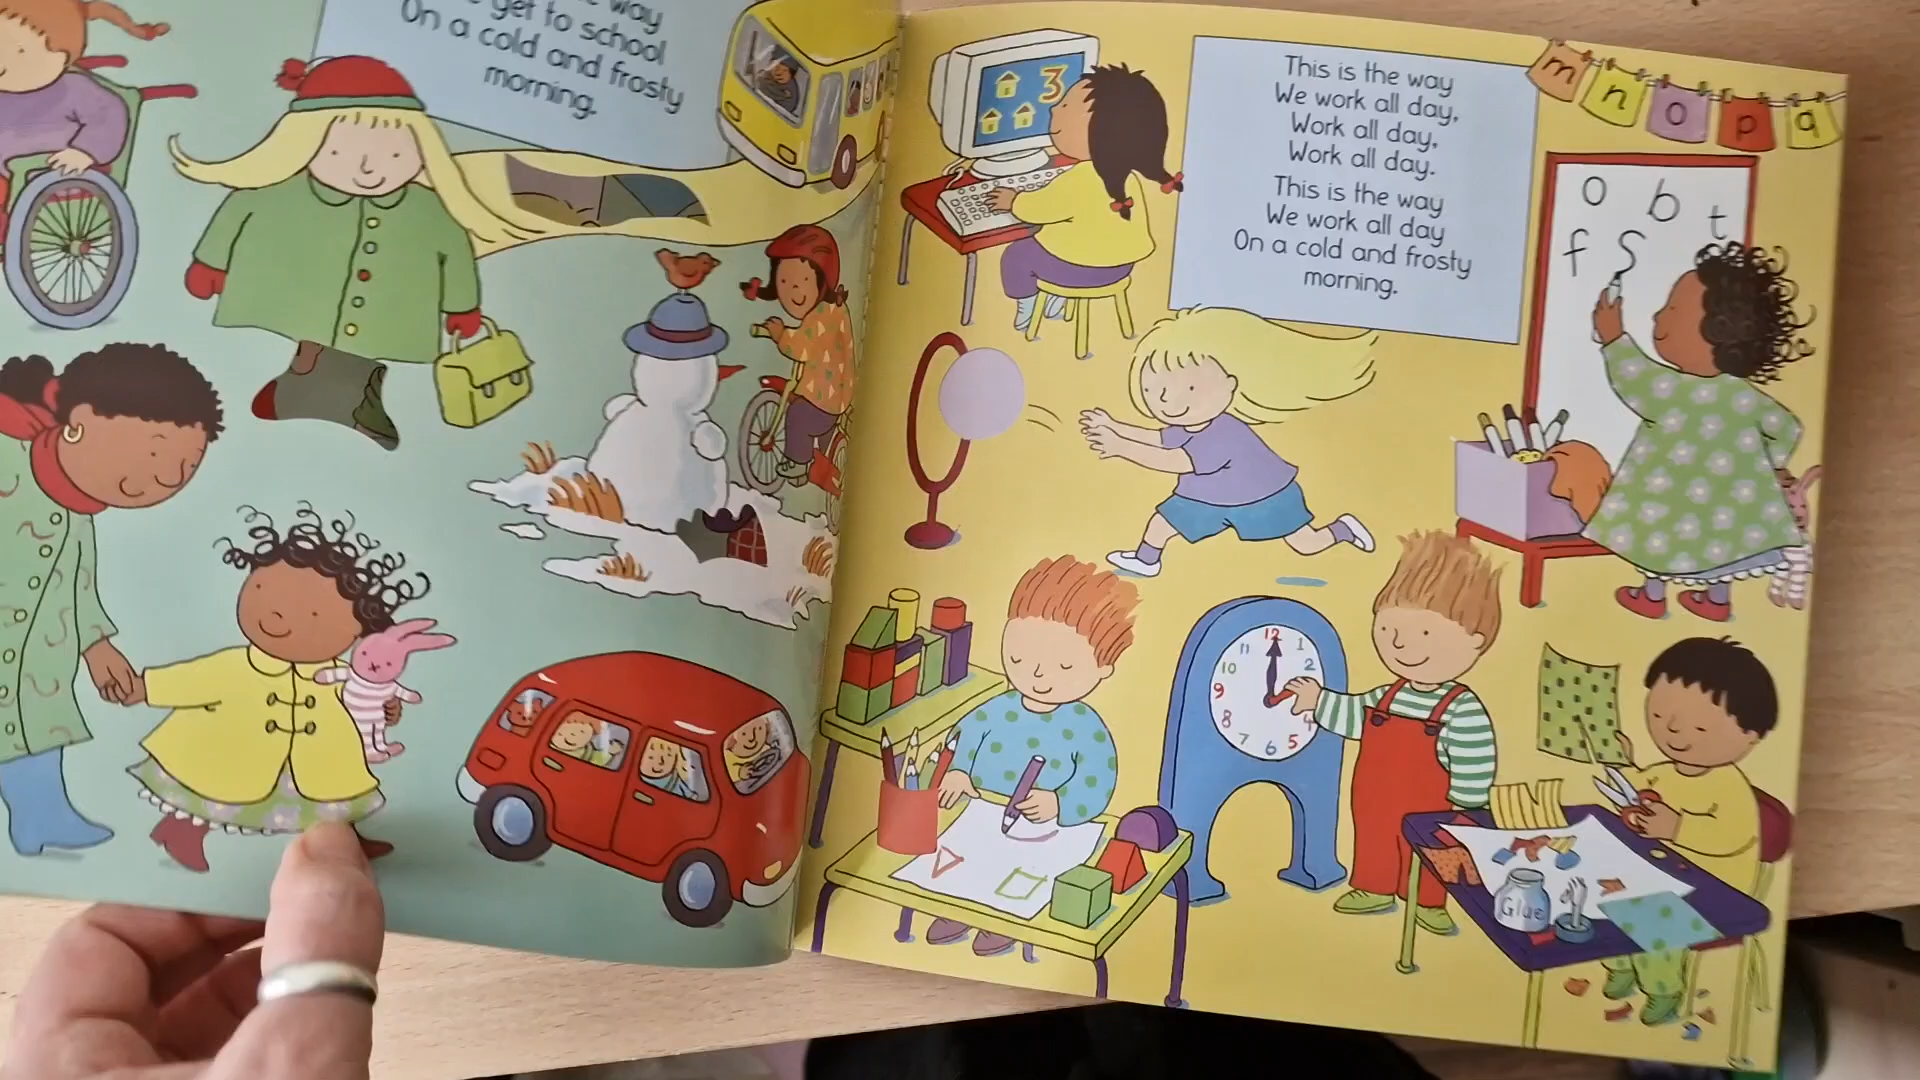 way
get to school
On a cold and frosty
morning.
3
This is the way
We work all day,
Work all day,
Work all day.
This is the way
We work all day
On a cold and frosty
morning.
m n o p q
o b t
f s
12 1 2 4 5 6 7 8 9 10 11
Glue